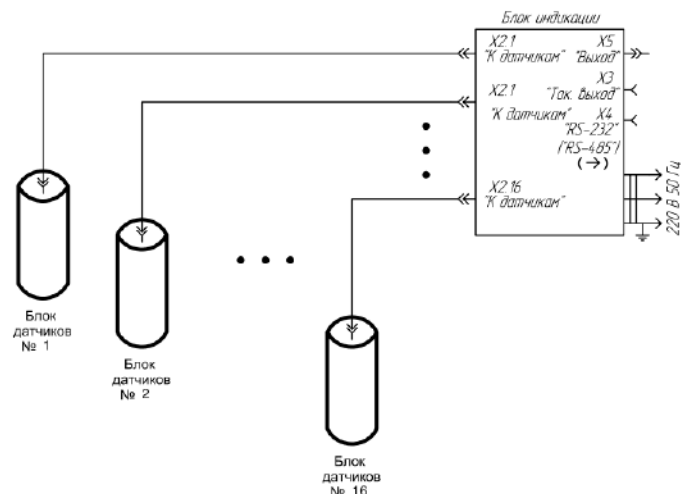 Блок индикации
X2.1
"К датчикам"
X5
"Выход"
X2.1
"К датчикам"
X3
"Ток. выход"
X4
"RS-232"
("RS-485")
(→)
X2.16
"К датчикам"
220 В 50 Гц
Блок
датчиков
№ 1
Блок
датчиков
№ 2
Блок
датчиков
№ 16